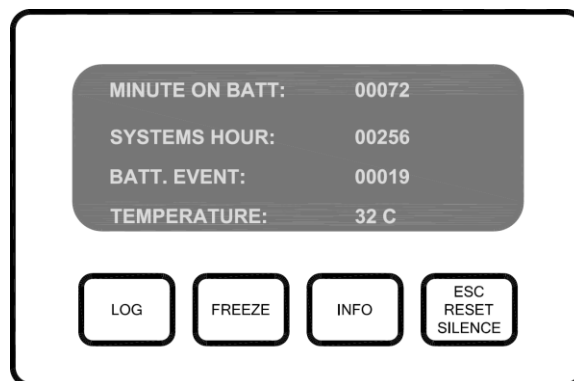 MINUTE ON BATT: 00072
SYSTEMS HOUR: 00256
BATT. EVENT: 00019
TEMPERATURE: 32 C
LOG
FREEZE
INFO
ESC
RESET
SILENCE